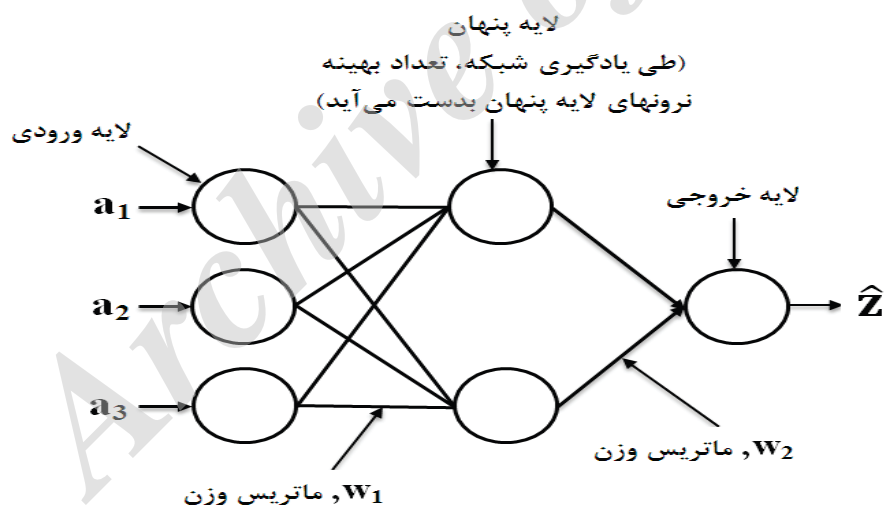 لایه پنهان
(طی یادگیری شبکه، تعداد بهینه
نرونهای لایه پنهان بدست می‌آید)
لایه ورودی
لایه خروجی
a1
a2
a3
ẑ
w2, ماتریس وزن
w1, ماتریس وزن
Archive of